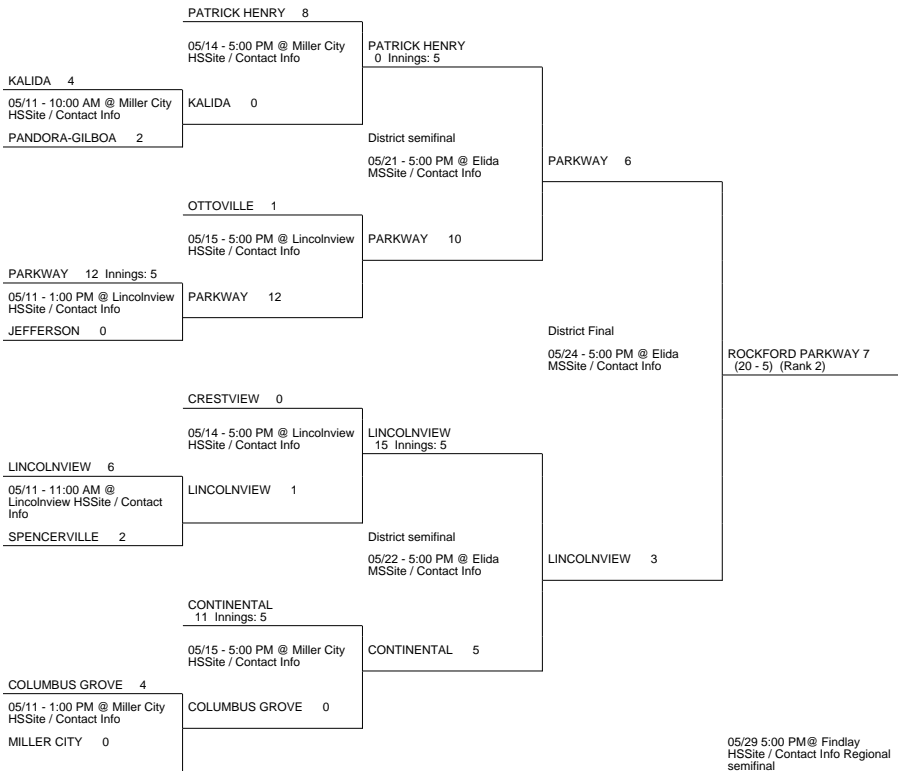 PATRICK HENRY 8
05/14 - 5:00 PM @ Miller City
HSSite / Contact Info
PATRICK HENRY
0 Innings: 5
KALIDA 4
05/11 - 10:00 AM @ Miller City
HSSite / Contact Info
KALIDA 0
PANDORA-GILBOA 2
District semifinal
05/21 - 5:00 PM @ Elida
MSSite / Contact Info
PARKWAY 6
OTTOVILLE 1
05/15 - 5:00 PM @ Lincolnview
HSSite / Contact Info
PARKWAY 10
PARKWAY 12 Innings: 5
05/11 - 1:00 PM @ Lincolnview
HSSite / Contact Info
PARKWAY 12
JEFFERSON 0
District Final
05/24 - 5:00 PM @ Elida
MSSite / Contact Info
ROCKFORD PARKWAY 7
(20 - 5) (Rank 2)
CRESTVIEW 0
05/14 - 5:00 PM @ Lincolnview
HSSite / Contact Info
LINCOLNVIEW
15 Innings: 5
LINCOLNVIEW 6
05/11 - 11:00 AM @
Lincolnview HSSite / Contact
Info
LINCOLNVIEW 1
SPENCERVILLE 2
District semifinal
05/22 - 5:00 PM @ Elida
MSSite / Contact Info
LINCOLNVIEW 3
CONTINENTAL
11 Innings: 5
05/15 - 5:00 PM @ Miller City
HSSite / Contact Info
CONTINENTAL 5
COLUMBUS GROVE 4
05/11 - 1:00 PM @ Miller City
HSSite / Contact Info
COLUMBUS GROVE 0
MILLER CITY 0
05/29 5:00 PM@ Findlay
HSSite / Contact Info Regional
semifinal